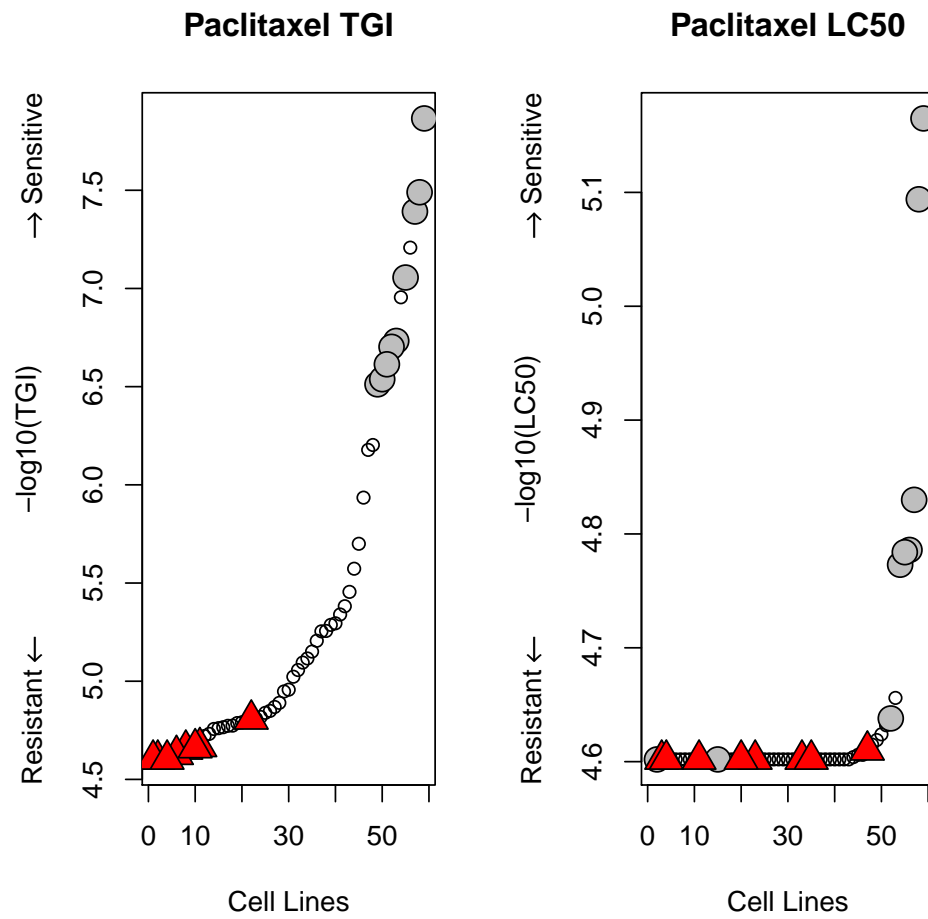 Paclitaxel TGI
Resistant ← −log10(TGI) → Sensitive
4.5 5.0 5.5 6.0 6.5 7.0 7.5
0 10 30 50
Cell Lines
Paclitaxel LC50
Resistant ← −log10(LC50) → Sensitive
4.6 4.7 4.8 4.9 5.0 5.1
0 10 30 50
Cell Lines